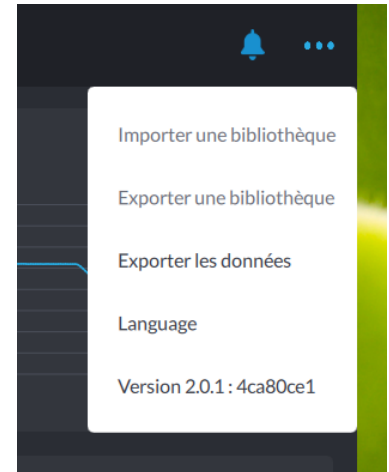 Importer une bibliothèque
Exporter une bibliothèque
Exporter les données
Language
Version 2.0.1 : 4ca80ce1